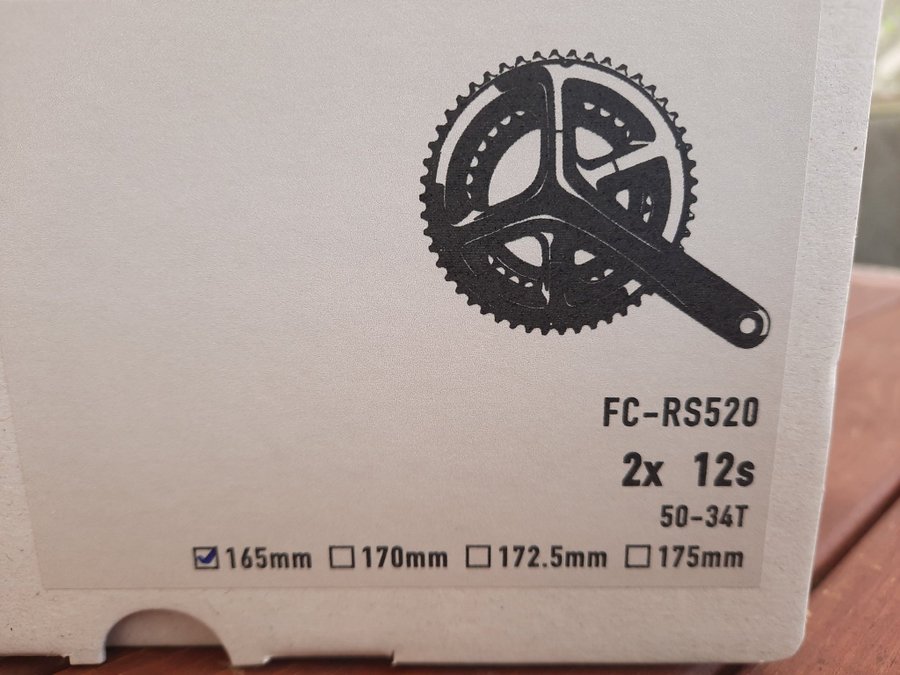 FC-RS520
2x 12s
50-34T
☑165mm ☐170mm ☐172.5mm ☐175mm